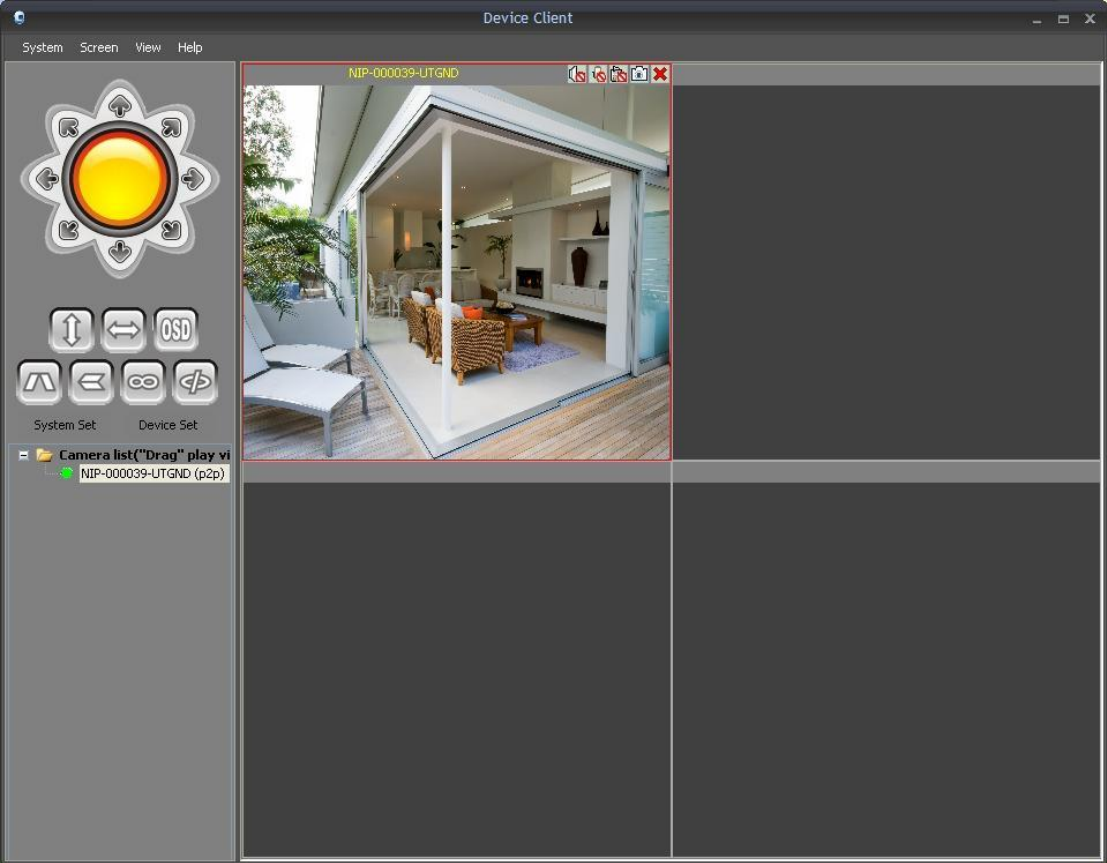 Device Client
System Screen View Help
NIP-000039-UTGND
OSD
System Set Device Set
Camera list("Drag" play vi
NIP-000039-UTGND (p2p)